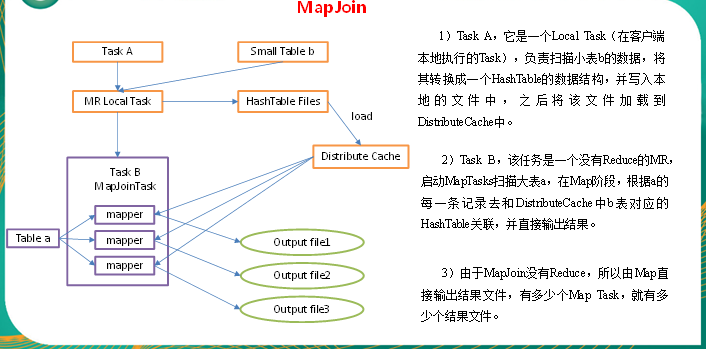 MapJoin
Task A
Small Table b
MR Local Task
HashTable Files
load
Distribute Cache
Task B
MapJoinTask
mapper
mapper
mapper
Table a
Output file1
Output file2
Output file3
1）Task A，它是一个Local Task（在客户端
本地执行的Task），负责扫描小表b的数据，将
其转换成一个HashTable的数据结构，并写入本
地的文件中，之后将该文件加载到
DistributeCache中。
2）Task B，该任务是一个没有Reduce的MR，
启动MapTasks扫描大表a，在Map阶段，根据a的
每一条记录去和DistributeCache中b表对应的
HashTable关联，并直接输出结果。
3）由于MapJoin没有Reduce，所以由Map直
接输出结果文件，有多少个Map Task，就有多
少个结果文件。